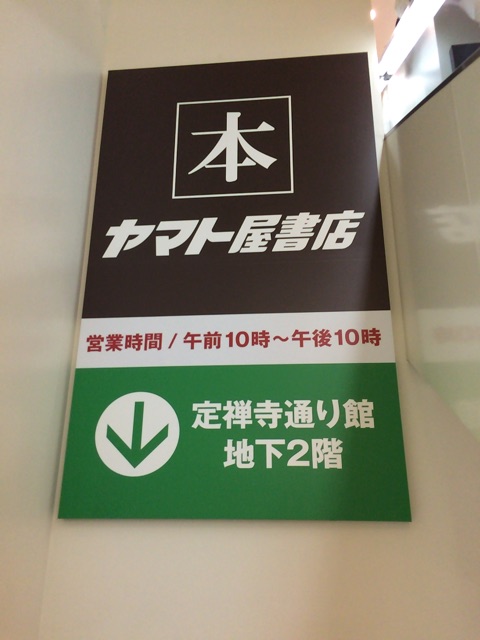 本
ヤマト屋書店
営業時間 / 午前10時〜午後10時
定禅寺通り館
地下2階